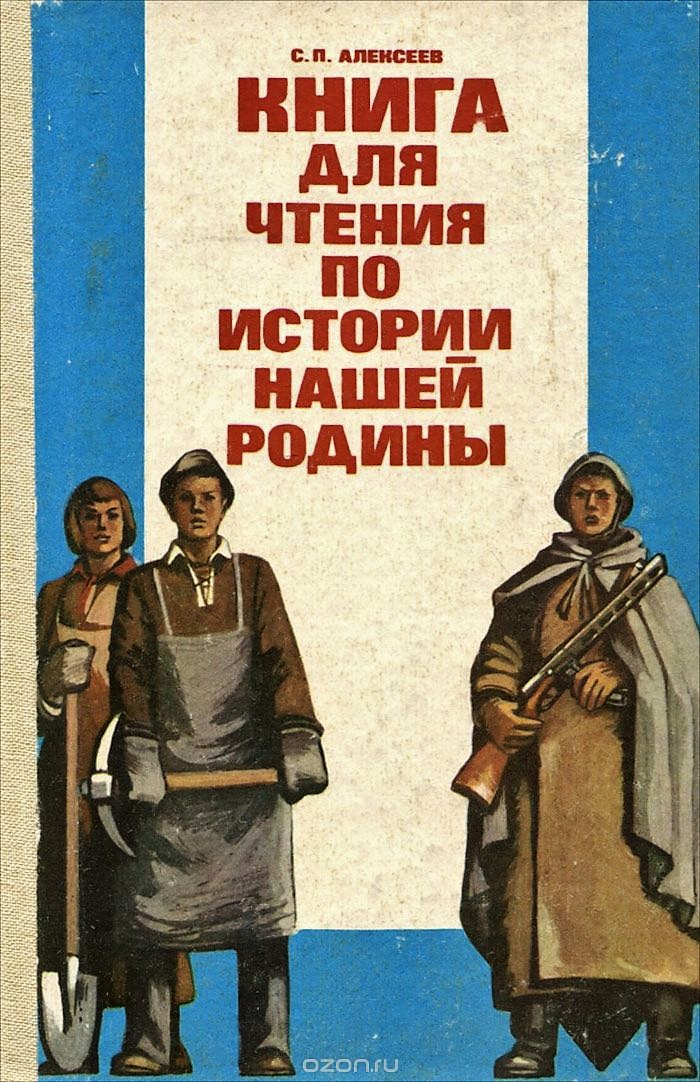 С. П. АЛЕКСЕЕВ
КНИГА
ДЛЯ
ЧТЕНИЯ
ПО
ИСТОРИИ
НАШЕЙ
РОДИНЫ
ozon.ru